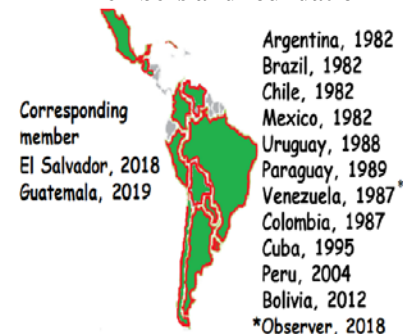 Corresponding
member
El Salvador, 2018
Guatemala, 2019
Argentina, 1982
Brazil, 1982
Chile, 1982
Mexico, 1982
Uruguay, 1988
Paraguay, 1989
Venezuela, 1987*
Colombia, 1987
Cuba, 1995
Peru, 2004
Bolivia, 2012
*Observer, 2018